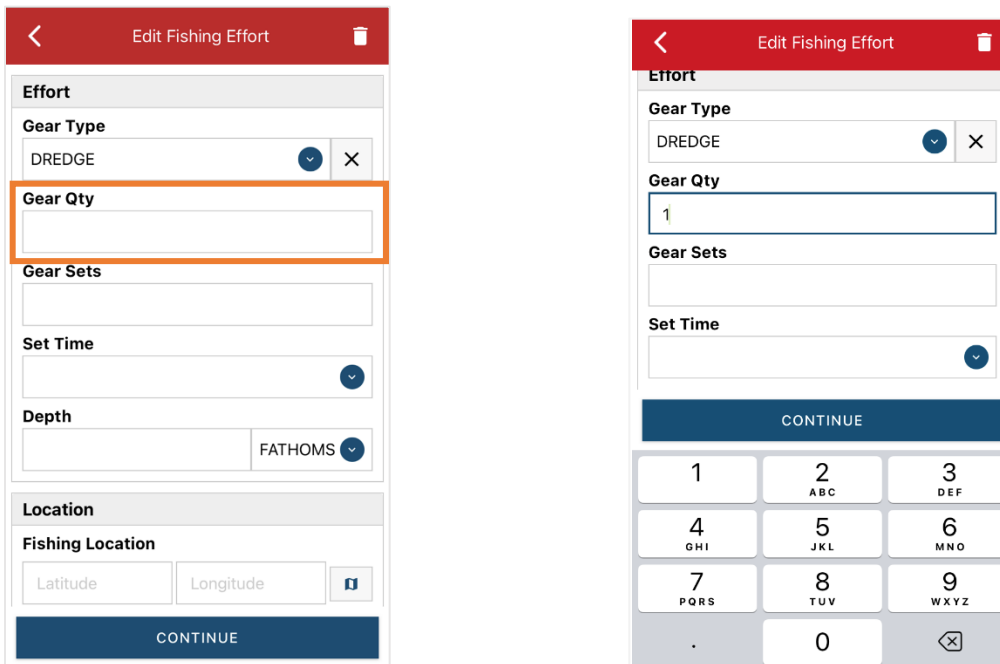 Edit Fishing Effort
Effort
Gear Type
DREDGE
Gear Qty
Gear Sets
Set Time
Depth
FATHOMS
Location
Fishing Location
Latitude Longitude
CONTINUE
Edit Fishing Effort
Effort
Gear Type
DREDGE
Gear Qty
1
Gear Sets
Set Time
CONTINUE
1 2 3
ABC DEF
4 5 6
GHI JKL MNO
7 8 9
PQRS TUV WXYZ
. 0